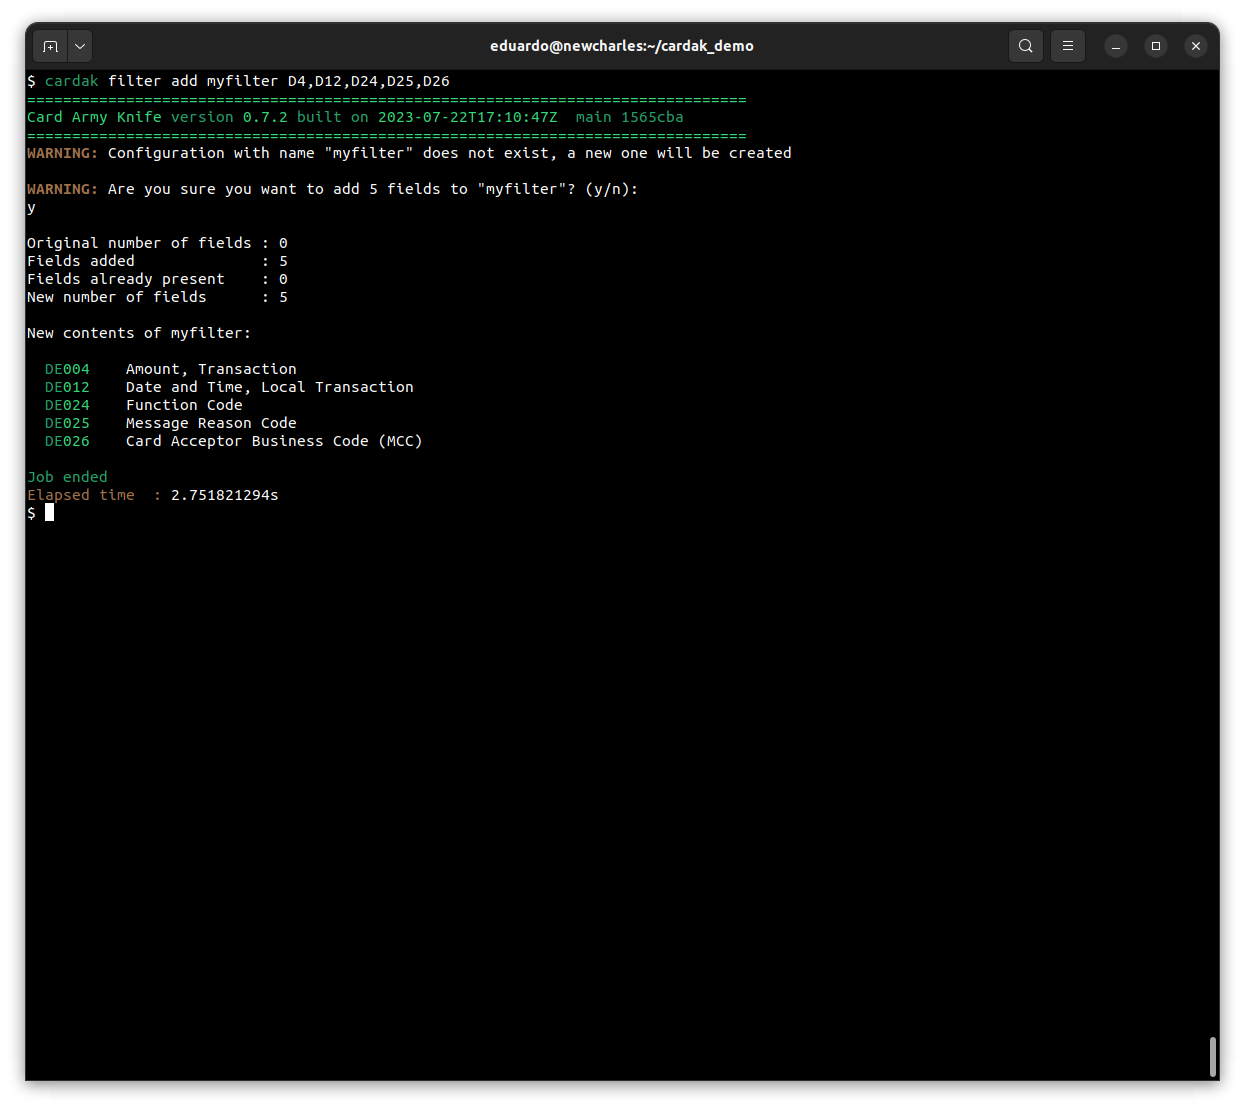 eduardo@newcharles:~/cardak_demo
$ cardak filter add myfilter D4,D12,D24,D25,D26
================================================================================
Card Army Knife version 0.7.2 built on 2023-07-22T17:10:47Z  main 1565cba
================================================================================
WARNING: Configuration with name "myfilter" does not exist, a new one will be created
WARNING: Are you sure you want to add 5 fields to "myfilter"? (y/n):
y
Original number of fields : 0
Fields added              : 5
Fields already present    : 0
New number of fields      : 5
New contents of myfilter:
  DE004    Amount, Transaction
  DE012    Date and Time, Local Transaction
  DE024    Function Code
  DE025    Message Reason Code
  DE026    Card Acceptor Business Code (MCC)
Job ended
Elapsed time  : 2.751821294s
$